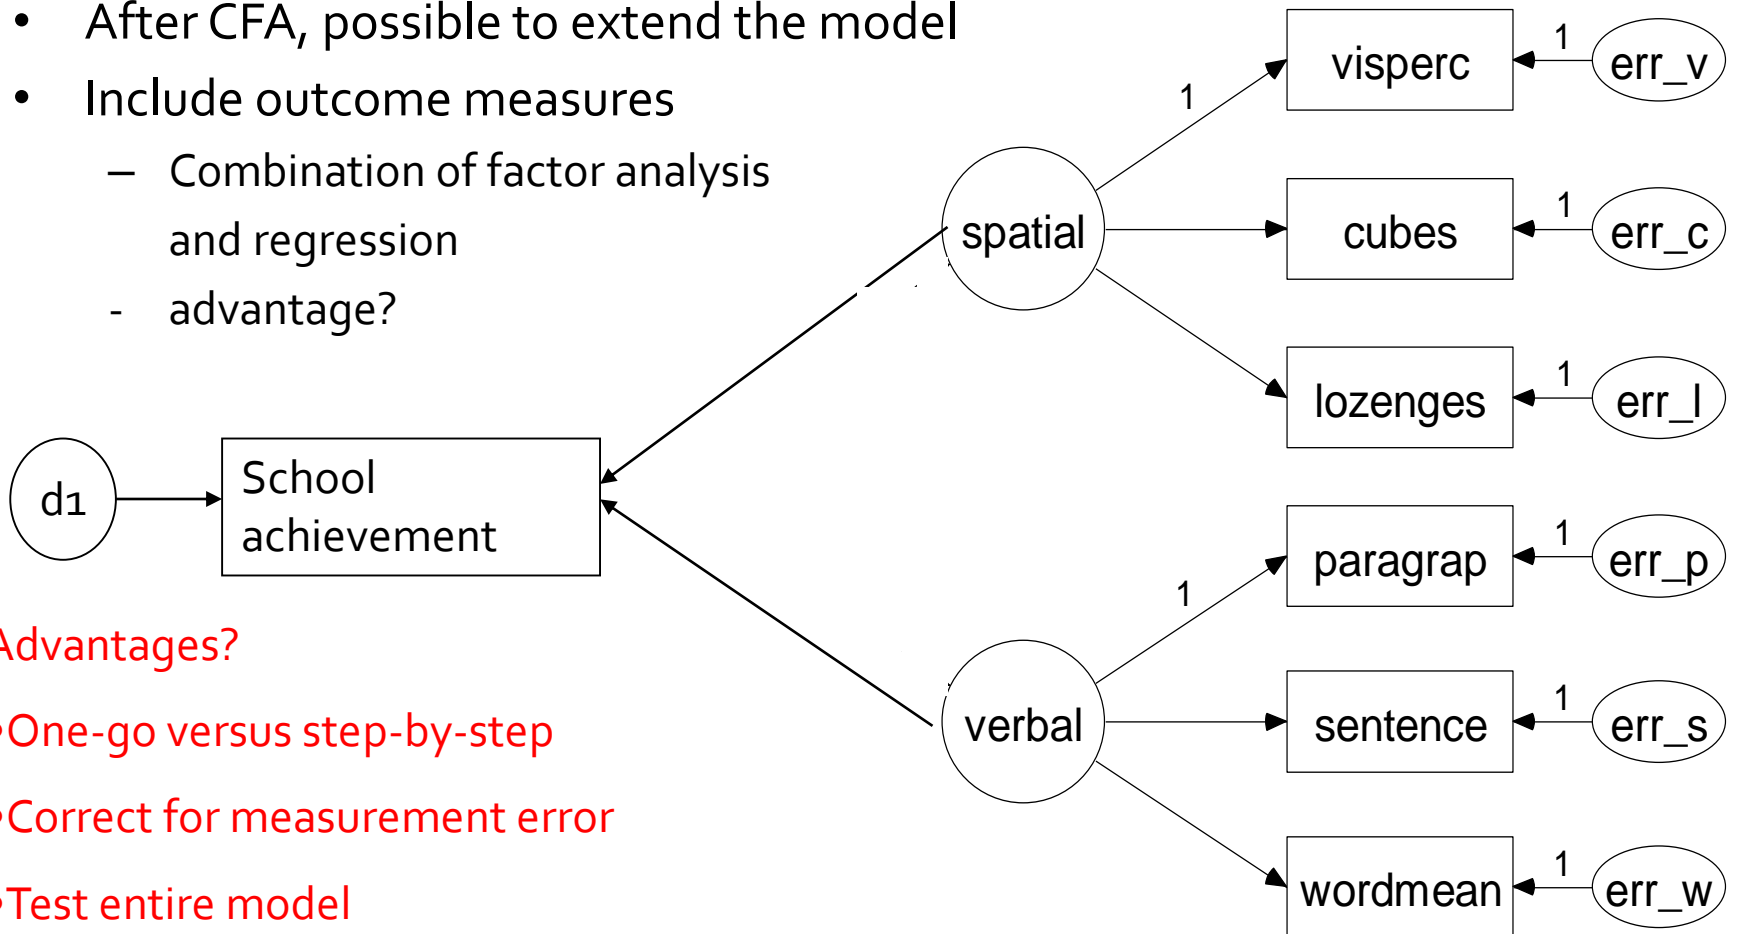 • After CFA, possible to extend the model
• Include outcome measures
– Combination of factor analysis
and regression
- advantage?
d1
School
achievement
Advantages?
•One-go versus step-by-step
•Correct for measurement error
•Test entire model
spatial
verbal
1
visperc
1
err_v
cubes
1
err_c
lozenges
1
err_l
1
paragrap
1
err_p
sentence
1
err_s
wordmean
1
err_w